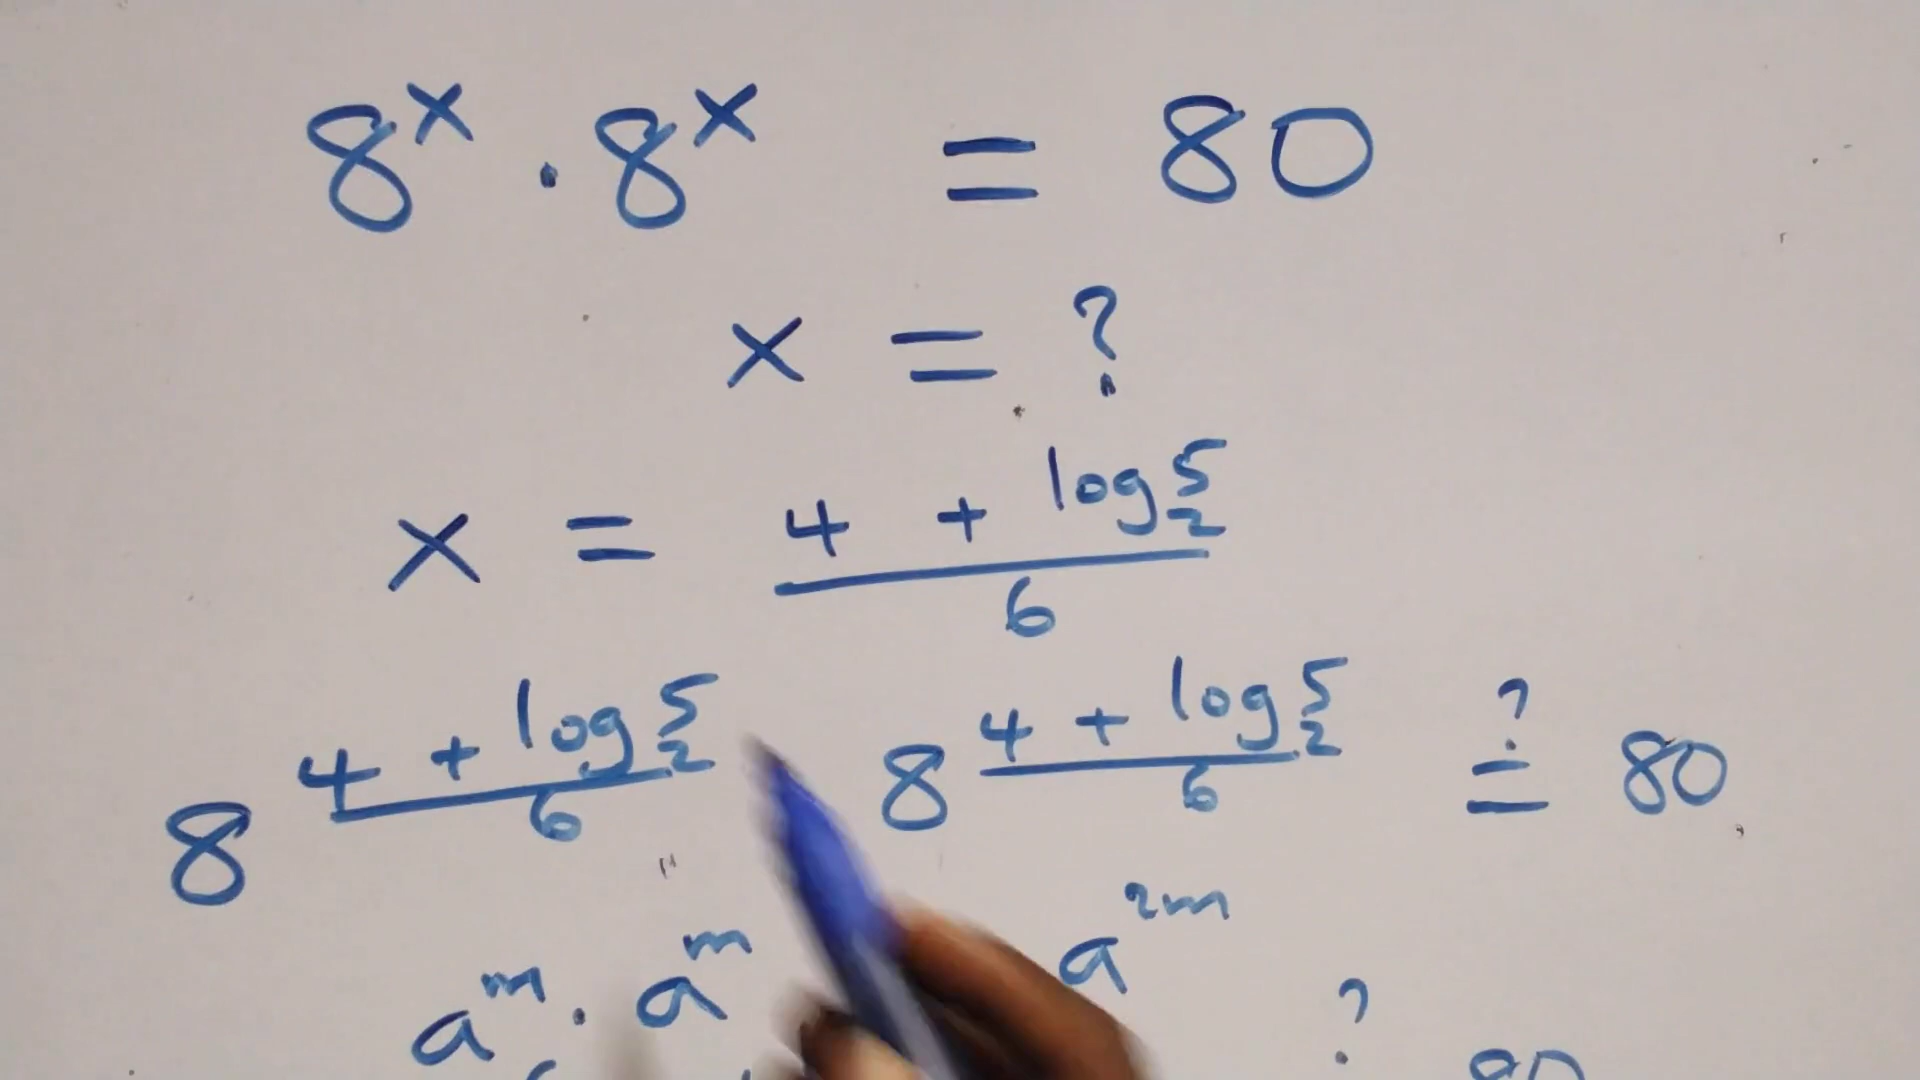 8^x · 8^x = 80
x = ?
x = (4 + log_2^5)/6
8^((4 + log_2^5)/6) 8^((4 + log_2^5)/6) ?= 80
a^m · a^m a^2m
?
80